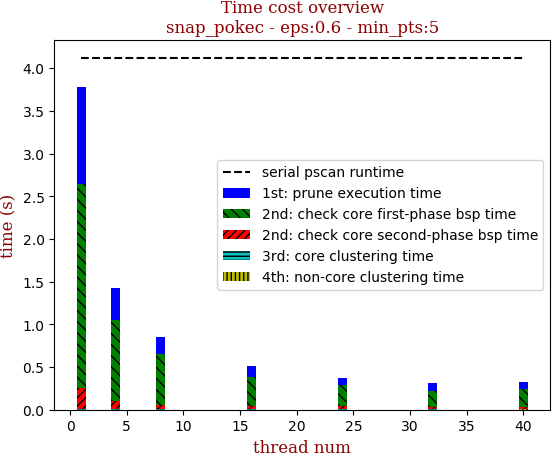 Time cost overview
snap_pokec - eps:0.6 - min_pts:5
time (s)
4.0
3.5
3.0
2.5
2.0
1.5
1.0
0.5
0.0
serial pscan runtime
1st: prune execution time
2nd: check core first-phase bsp time
2nd: check core second-phase bsp time
3rd: core clustering time
4th: non-core clustering time
0 5 10 15 20 25 30 35 40
thread num